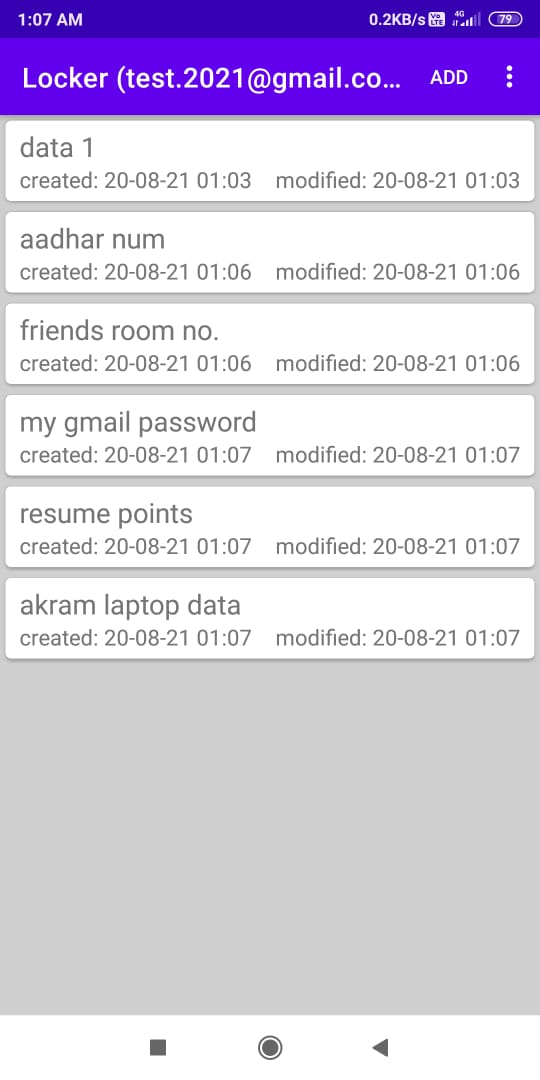 1:07 AM 0.2KB/s Vo LTE 4G 79
Locker (test.2021@gmail.co... ADD
data 1
created: 20-08-21 01:03 modified: 20-08-21 01:03
aadhar num
created: 20-08-21 01:06 modified: 20-08-21 01:06
friends room no.
created: 20-08-21 01:06 modified: 20-08-21 01:06
my gmail password
created: 20-08-21 01:07 modified: 20-08-21 01:07
resume points
created: 20-08-21 01:07 modified: 20-08-21 01:07
akram laptop data
created: 20-08-21 01:07 modified: 20-08-21 01:07